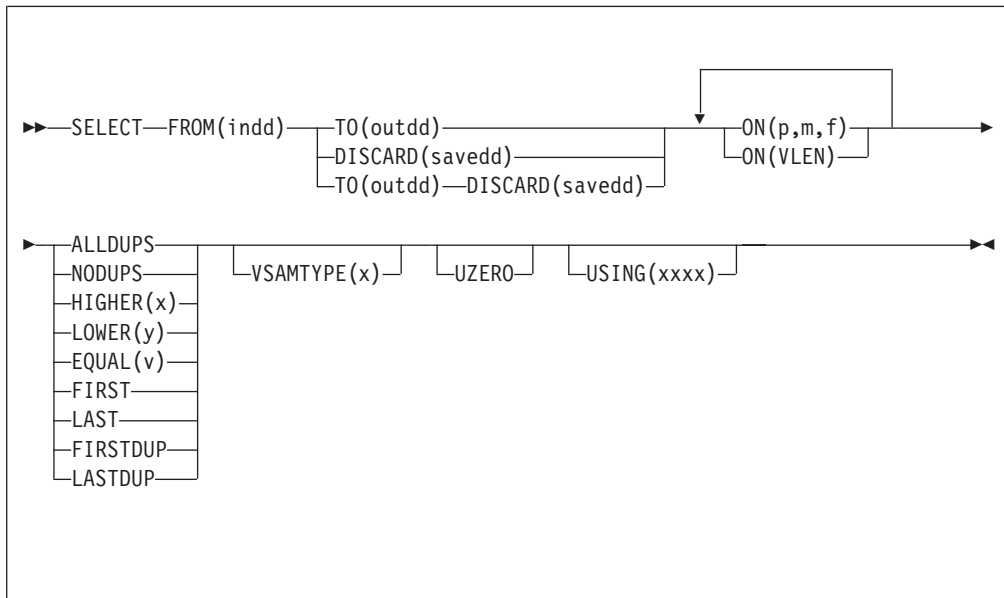 SELECT FROM(indd) TO(outdd) ON(p,m,f)
DISCARD(savedd) ON(VLEN)
TO(outdd) DISCARD(savedd)
ALLDUPS
NODUPS VSAMTYPE(x) UZERO USING(xxxx)
HIGHER(x)
LOWER(y)
EQUAL(v)
FIRST
LAST
FIRSTDUP
LASTDUP